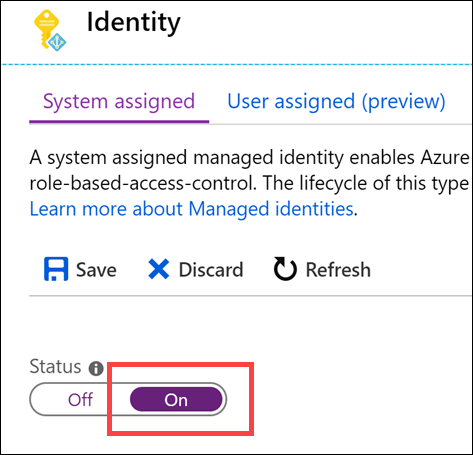 Identity
System assigned User assigned (preview)
A system assigned managed identity enables Azure
role-based-access-control. The lifecycle of this type
Learn more about Managed identities.
Save Discard Refresh
Status
Off On